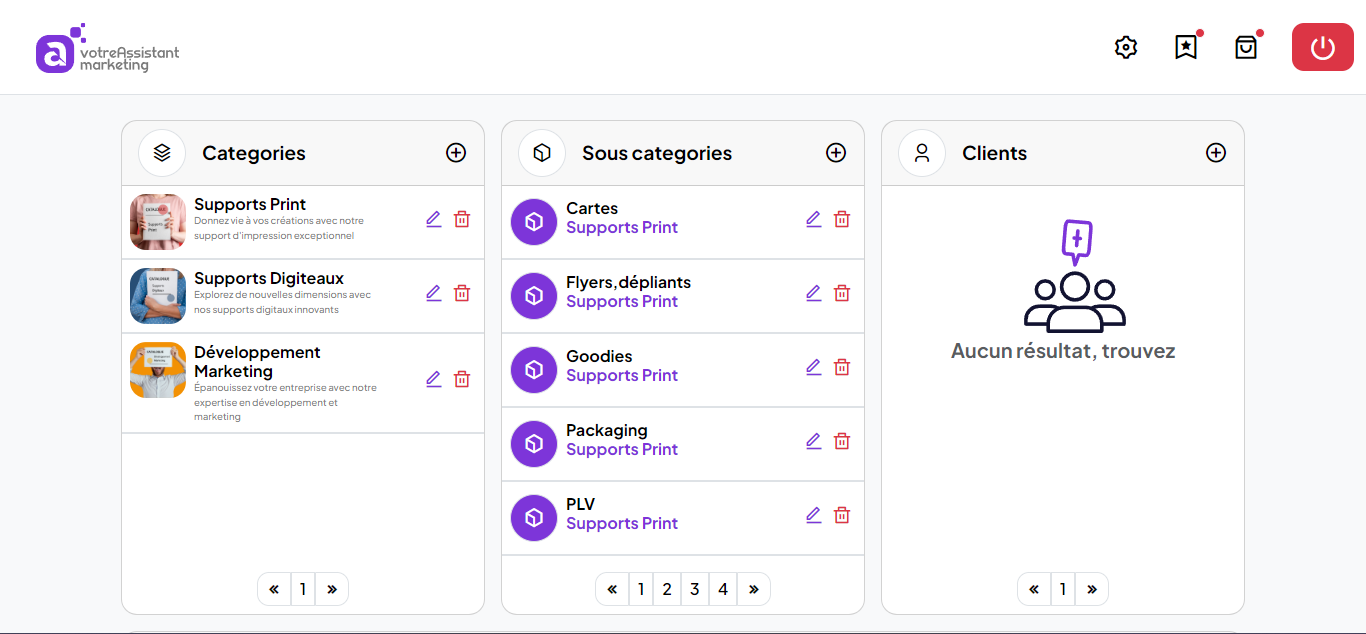 a votreAssistant
marketing
Categories
Supports Print
Donnez vie à vos créations avec notre
support d'impression exceptionnel
Supports Digiteaux
Explorez de nouvelles dimensions avec
nos supports digitaux innovants
Développement
Marketing
Épanouissez votre entreprise avec notre
expertise en développement et
marketing
« 1 »
Sous categories
Cartes
Supports Print
Flyers,dépliants
Supports Print
Goodies
Supports Print
Packaging
Supports Print
PLV
Supports Print
« 1 2 3 4 »
Clients
Aucun résultat, trouvez
« 1 »